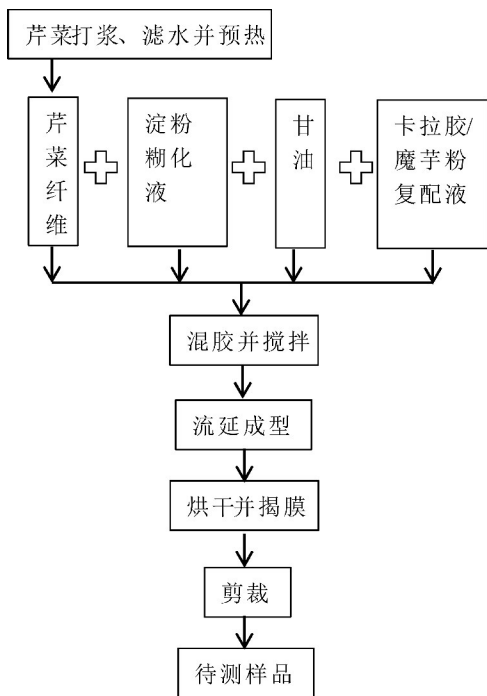 芹菜打浆、滤水并预热
芹
菜
纤
维
淀粉
糊化
液
甘
油
卡拉胶/
魔芋粉
复配液
混胶并搅拌
流延成型
烘干并揭膜
剪裁
待测样品